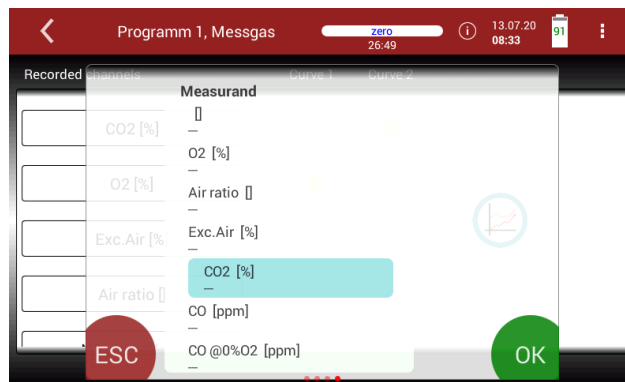 Programm 1, Messgas
zero
26:49
13.07.20
08:33
91
Recorded channels
Curve 1
Curve 2
Measurand
[]
—
CO2 [%]
O2 [%]
—
O2 [%]
Air ratio []
—
Exc.Air [%]
—
Exc.Air [%
CO2 [%]
—
Air ratio []
CO [ppm]
—
CO @0%O2 [ppm]
—
ESC
OK